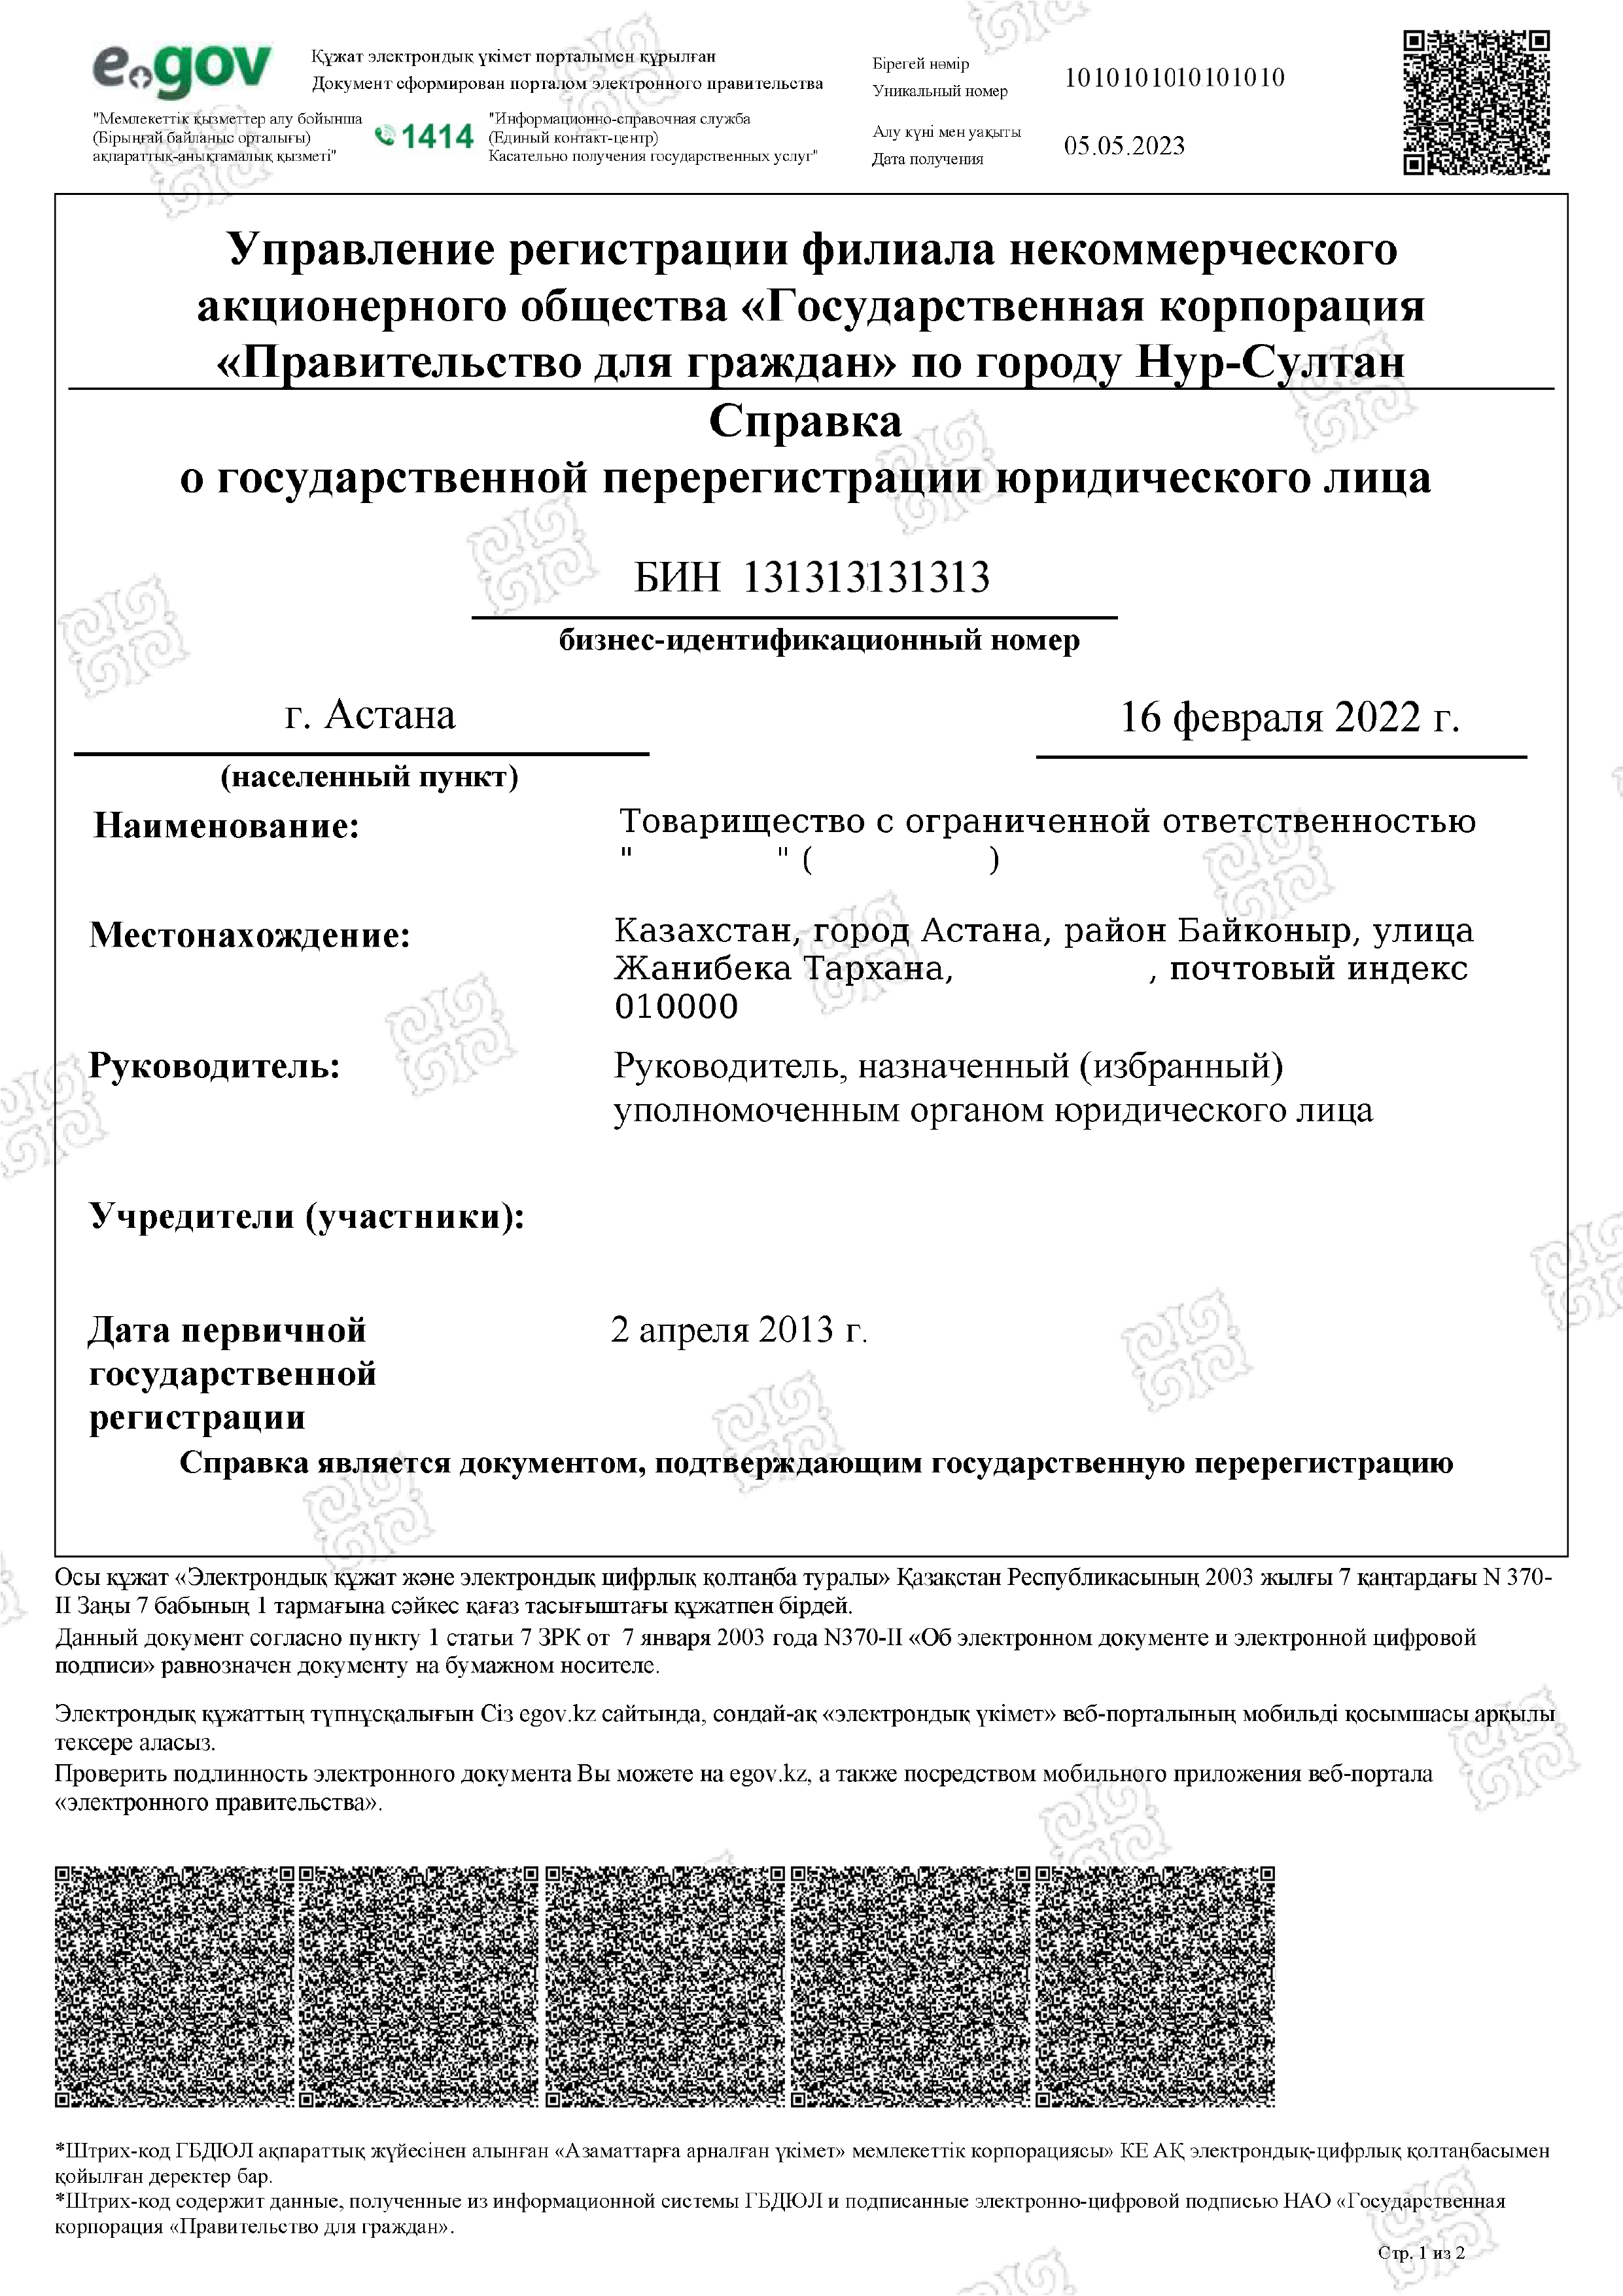 e.gov
Құжат электрондық үкімет порталымен құрылған
Документ сформирован порталом электронного правительства
"Мемлекеттік қызметтер алу бойынша
(Бірыңғай байланыс орталығы)
ақпараттық-анықтамалық қызметі"
1414
"Информационно-справочная служба
(Единый контакт-центр)
Касательно получения государственных услуг"
Бірегей нөмір
Уникальный номер
1010101010101010
Алу күні мен уақыты
Дата получения
05.05.2023
Управление регистрации филиала некоммерческого
акционерного общества «Государственная корпорация
«Правительство для граждан» по городу Нур-Султан
Справка
о государственной перерегистрации юридического лица
БИН 131313131313
бизнес-идентификационный номер
г. Астана
(населенный пункт)
16 февраля 2022 г.
Наименование:
Товарищество с ограниченной ответственностью
" " ( )
Местонахождение:
Казахстан, город Астана, район Байконыр, улица
Жанибека Тархана, , почтовый индекс
010000
Руководитель:
Руководитель, назначенный (избранный)
уполномоченным органом юридического лица
Учредители (участники):
Дата первичной
государственной
регистрации
2 апреля 2013 г.
Справка является документом, подтверждающим государственную перерегистрацию
Осы құжат «Электрондық құжат және электрондық цифрлық қолтаңба туралы» Қазақстан Республикасының 2003 жылғы 7 қаңтардағы N 370-
II Заңы 7 бабының 1 тармағына сәйкес қағаз тасығыштағы құжатпен бірдей.
Данный документ согласно пункту 1 статьи 7 ЗРК от 7 января 2003 года N370-II «Об электронном документе и электронной цифровой
подписи» равнозначен документу на бумажном носителе.
Электрондық құжаттың түпнұсқалығын Сіз egov.kz сайтында, сондай-ақ «электрондық үкімет» веб-порталының мобильді қосымшасы арқылы
тексере аласыз.
Проверить подлинность электронного документа Вы можете на egov.kz, а также посредством мобильного приложения веб-портала
«электронного правительства».
*Штрих-код ГБДЮЛ ақпараттық жүйесінен алынған «Азаматтарға арналған үкімет» мемлекеттік корпорациясы» КЕ АҚ электрондық-цифрлық қолтаңбасымен
қойылған деректер бар.
*Штрих-код содержит данные, полученные из информационной системы ГБДЮЛ и подписанные электронно-цифровой подписью НАО «Государственная
корпорация «Правительство для граждан».
Стр. 1 из 2